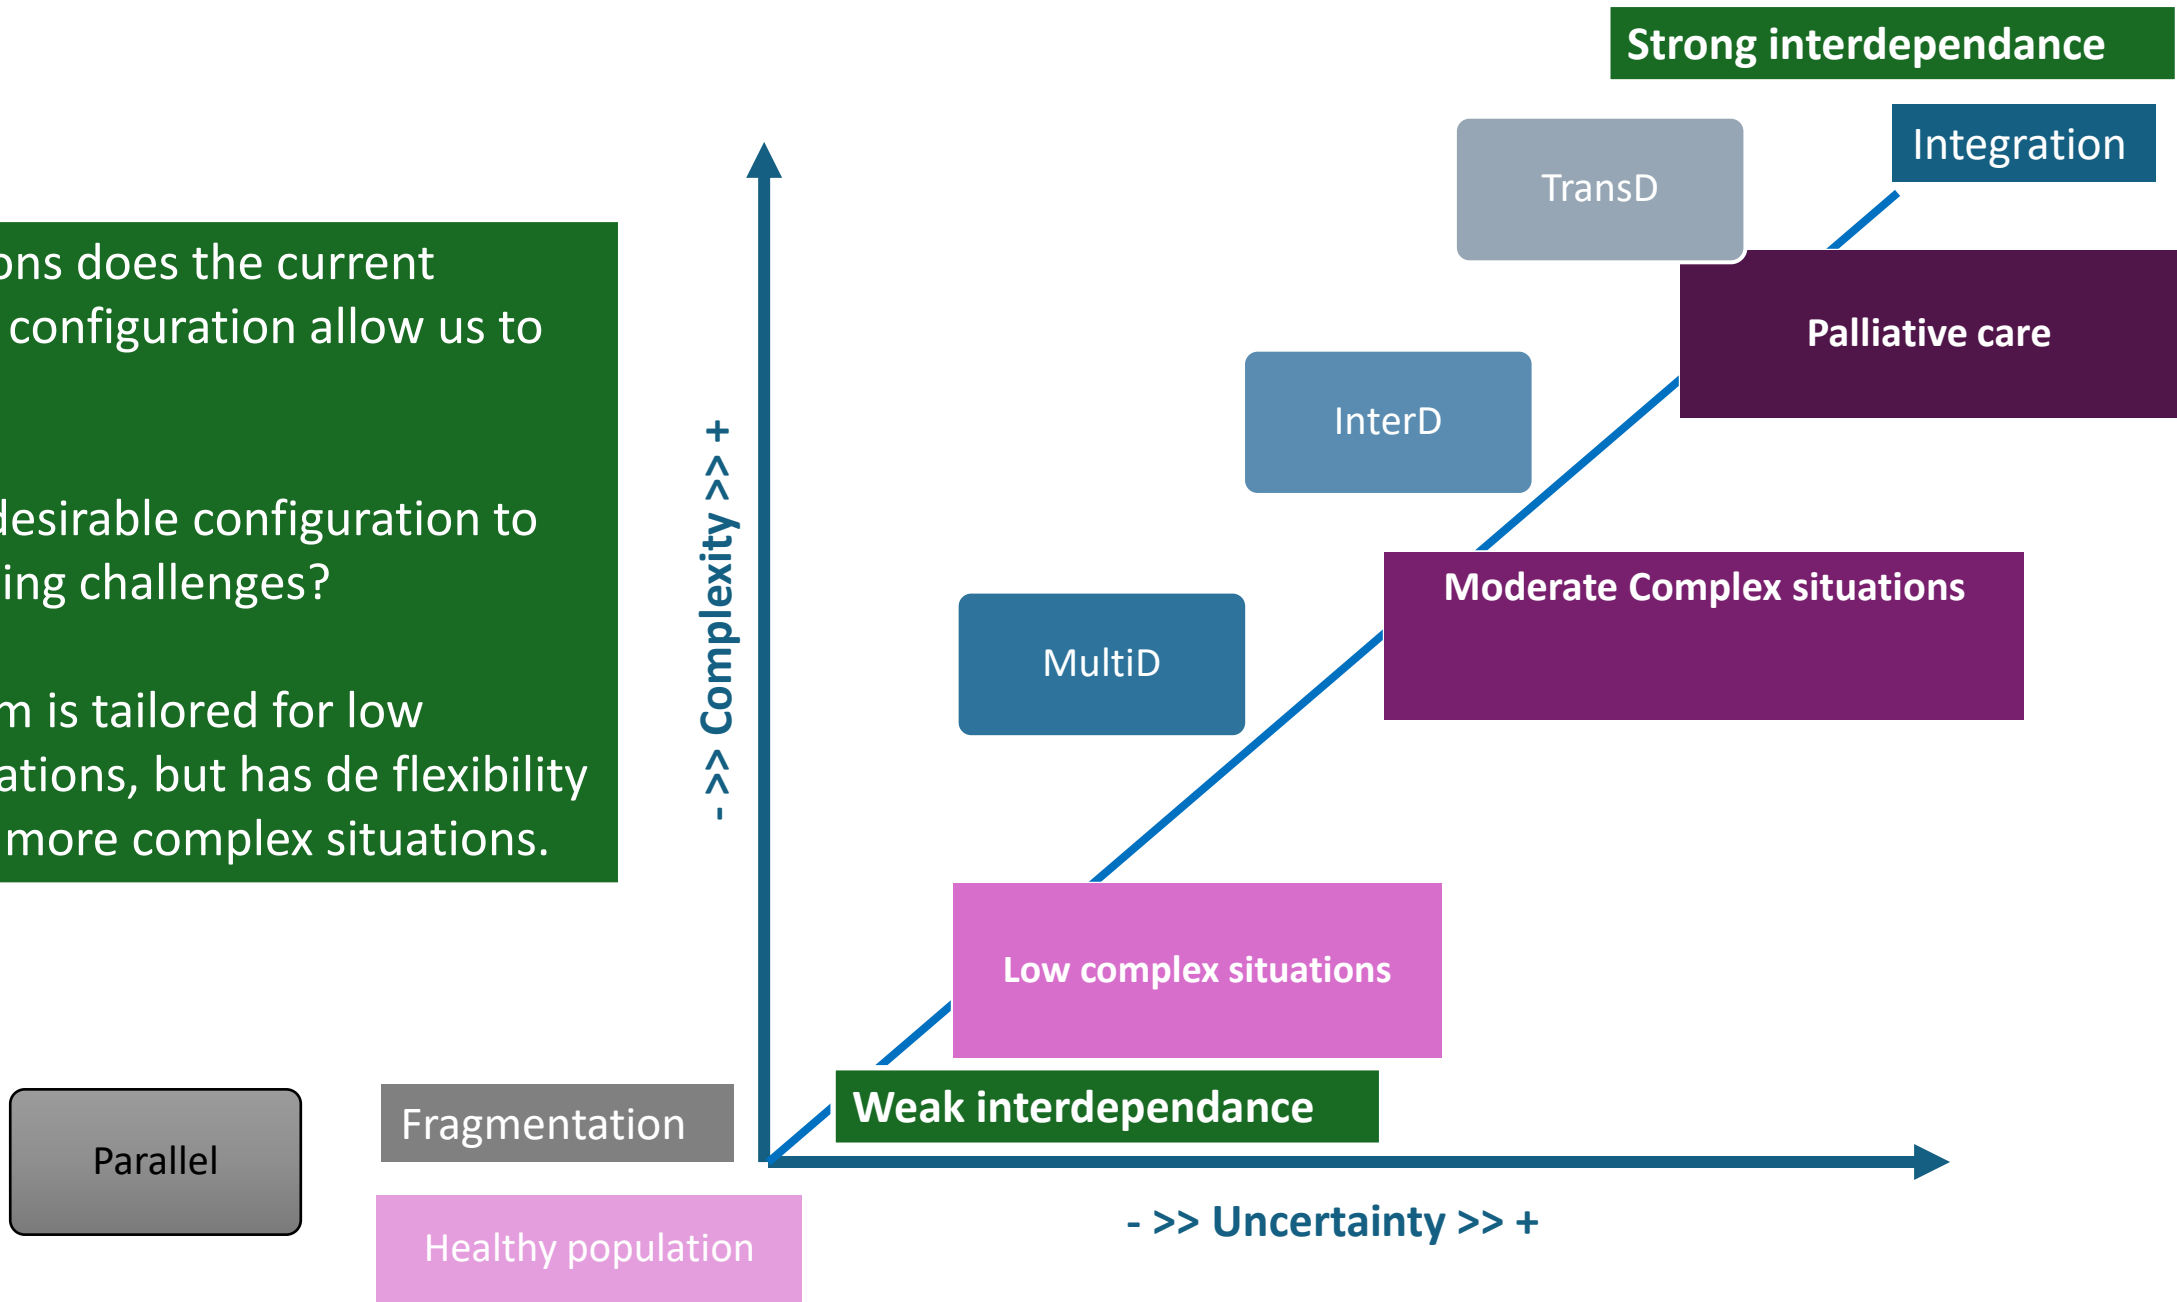 Strong interdependance
Integration
TransD
ons does the current
configuration allow us to
Palliative care
InterD
- >> Complexity >> +
desirable configuration to
ing challenges?
Moderate Complex situations
MultiD
m is tailored for low
ations, but has de flexibility
more complex situations.
Low complex situations
Weak interdependance
Fragmentation
Parallel
- >> Uncertainty >> +
Healthy population